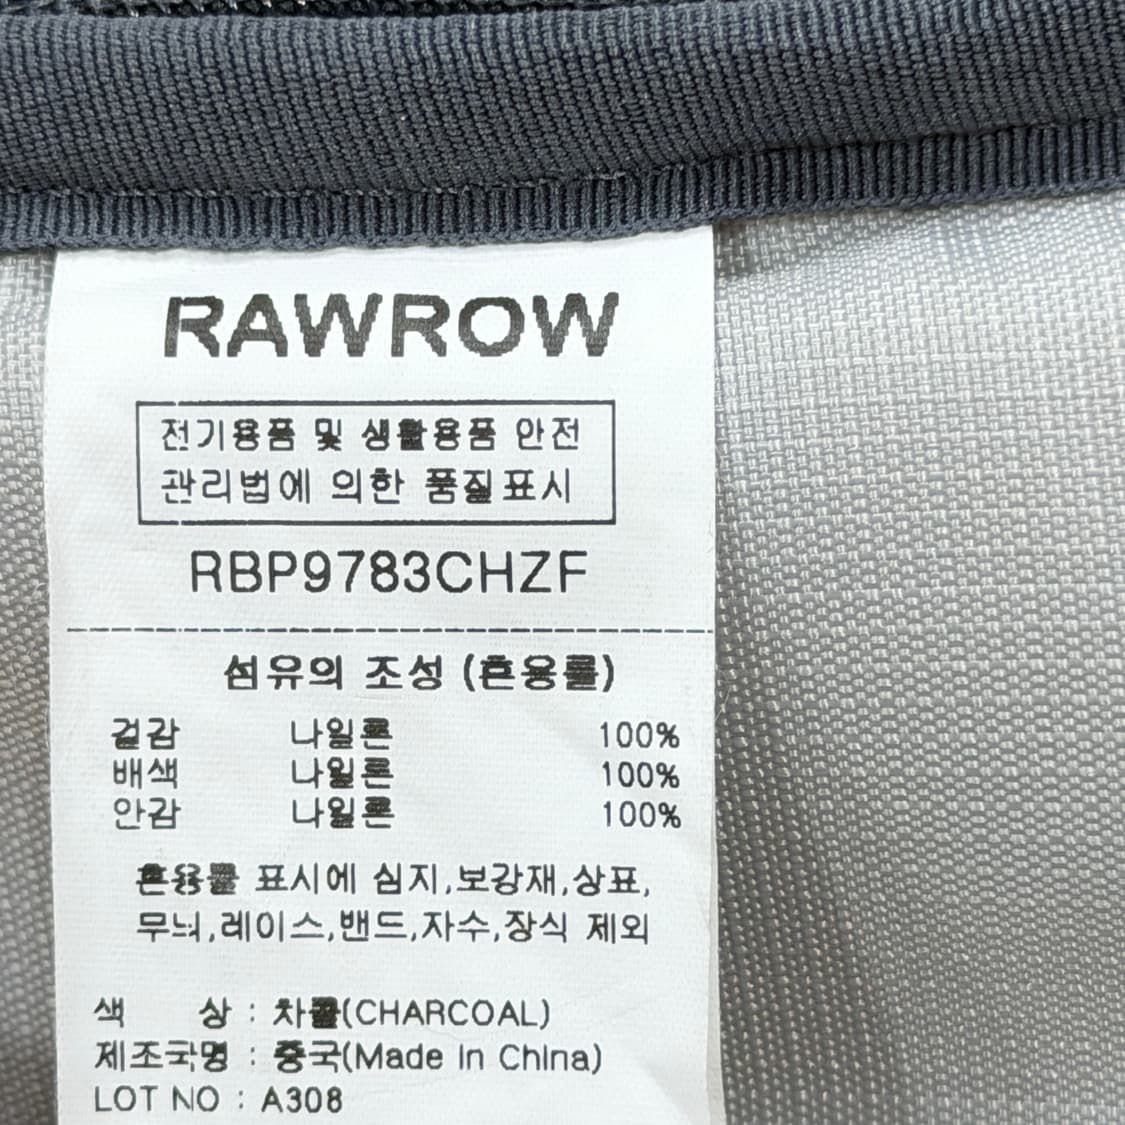 RAWROW
전기용품 및 생활용품 안전
관리법에 의한 품질표시
RBP9783CHZF
섬유의 조성 (혼용률)
겉감 나일론 100%
배색 나일론 100%
안감 나일론 100%
혼용률 표시에 심지,보강재,상표,
무늬,레이스,밴드,자수,장식 제외
색 상 : 차콜(CHARCOAL)
제조국명 : 중국(Made in China)
LOT NO : A308